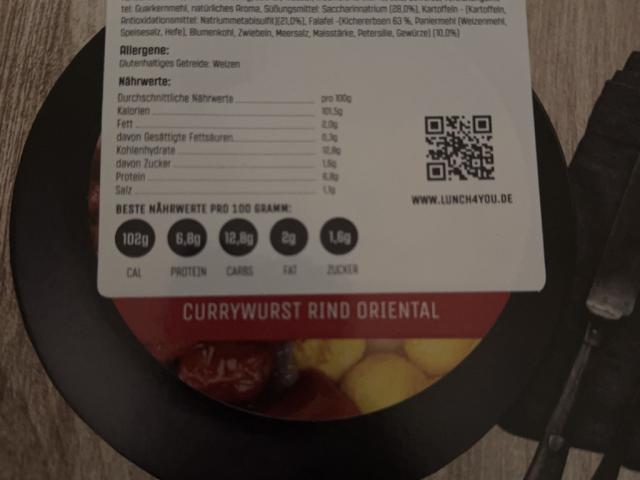 tel: Guarkernmehl, natürliches Aroma, Süßungsmittel: Saccharinnatrium (28,0%), Kartoffeln - (Kartoffeln,
Antioxidationsmittel: Natriummetabisulfit)(21,0%), Falafel -(Kichererbsen 63 %, Paniermehl (Weizenmehl,
Speisesalz, Hefe), Blumenkohl, Zwiebeln, Meersalz, Maisstärke, Petersilie, Gewürze) (10,0%)
Allergene:
Glutenhaltiges Getreide: Weizen
Nährwerte:
Durchschnittliche Nährwerte pro 100g
Kalorien 101,5g
Fett 2,0g
davon Gesättigte Fettsäuren 0,3g
Kohlenhydrate 12,8g
davon Zucker 1,6g
Protein 6,8g
Salz 1,1g
WWW.LUNCH4YOU.DE
BESTE NÄHRWERTE PRO 100 GRAMM:
102g 6,8g 12,8g 2g 1,6g
CAL PROTEIN CARBS FAT ZUCKER
CURRYWURST RIND ORIENTAL